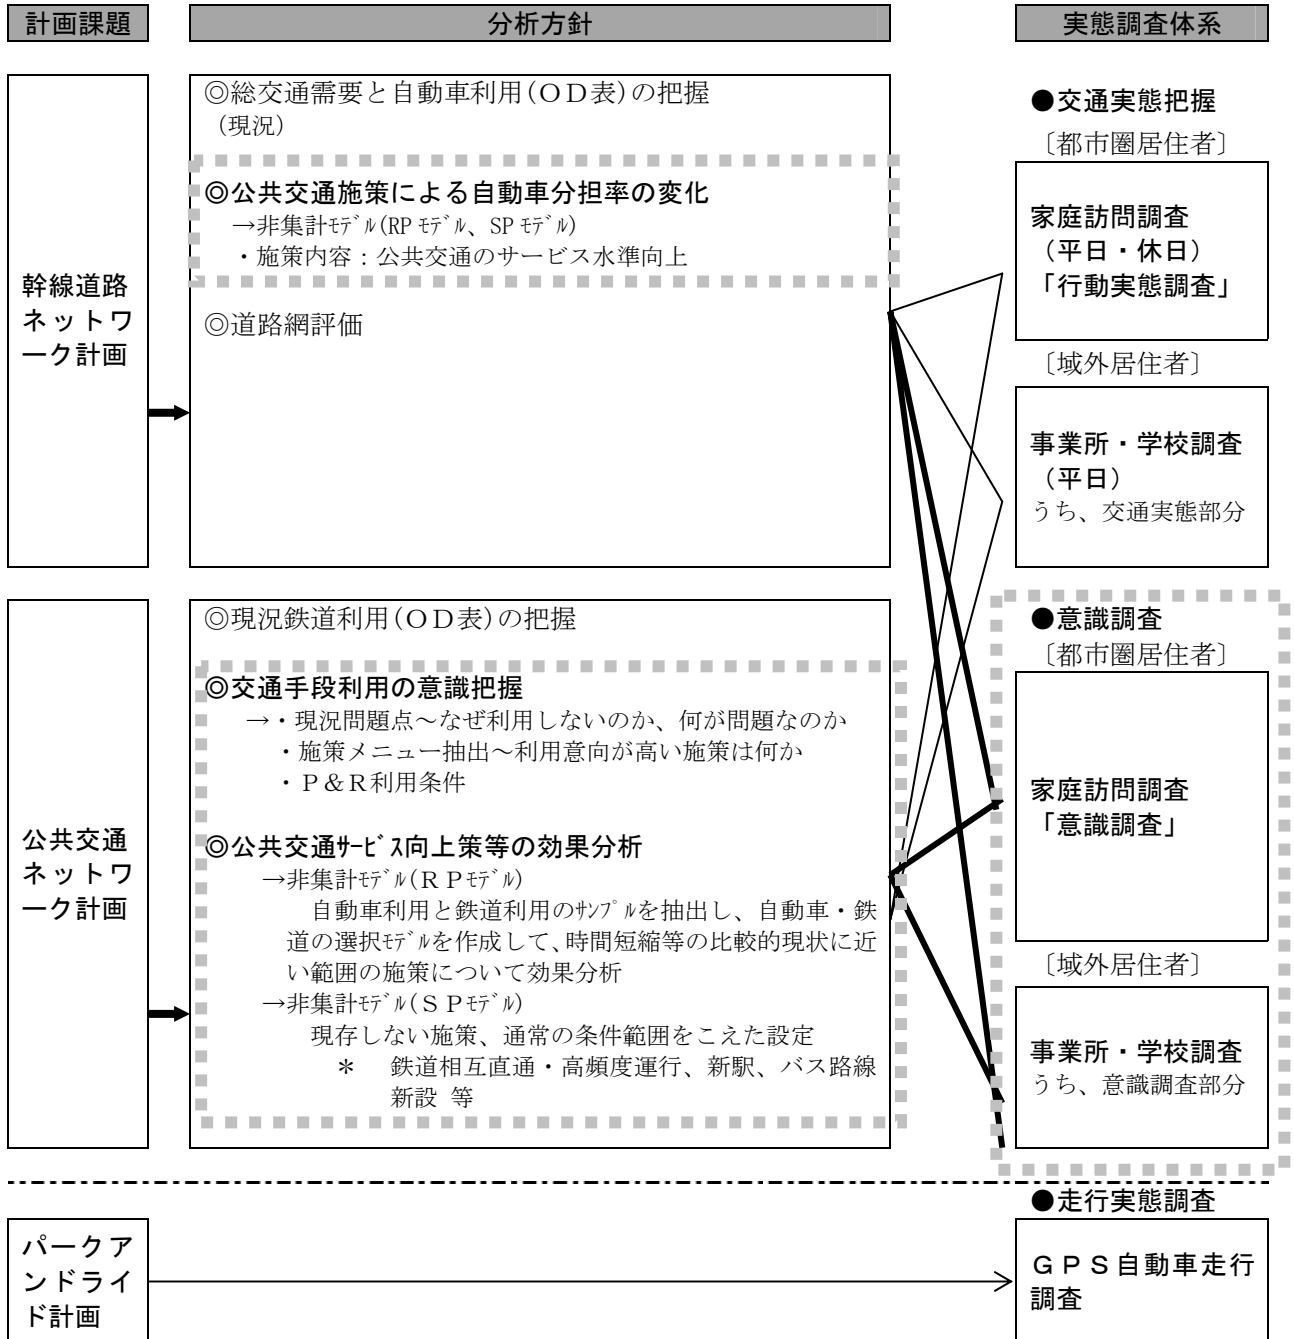 計画課題
分析方針
実態調査体系
幹線道路
ネットワ
ーク計画
◎総交通需要と自動車利用(OD表)の把握
(現況)
◎公共交通施策による自動車分担率の変化
→非集計ﾓﾃﾞﾙ(RPﾓﾃﾞﾙ、SPﾓﾃﾞﾙ)
・施策内容：公共交通のサービス水準向上
◎道路網評価
●交通実態把握
〔都市圏居住者〕
家庭訪問調査
（平日・休日）
「行動実態調査」
〔域外居住者〕
事業所・学校調査
（平日）
うち、交通実態部分
公共交通
ネットワ
ーク計画
◎現況鉄道利用(OD表)の把握
◎交通手段利用の意識把握
→・現況問題点～なぜ利用しないのか、何が問題なのか
・施策メニュー抽出～利用意向が高い施策は何か
・P＆R利用条件
◎公共交通ｻｰﾋﾞｽ向上策等の効果分析
→非集計ﾓﾃﾞﾙ(RPﾓﾃﾞﾙ)
自動車利用と鉄道利用のｻﾝﾌﾟﾙを抽出し、自動車・鉄
道の選択ﾓﾃﾞﾙを作成して、時間短縮等の比較的現状に近
い範囲の施策について効果分析
→非集計ﾓﾃﾞﾙ(SPﾓﾃﾞﾙ)
現存しない施策、通常の条件範囲をこえた設定
＊　鉄道相互直通・高頻度運行、新駅、バス路線
新設 等
●意識調査
〔都市圏居住者〕
家庭訪問調査
「意識調査」
〔域外居住者〕
事業所・学校調査
うち、意識調査部分
パークア
ンドライ
ド計画
●走行実態調査
GPS自動車走行
調査